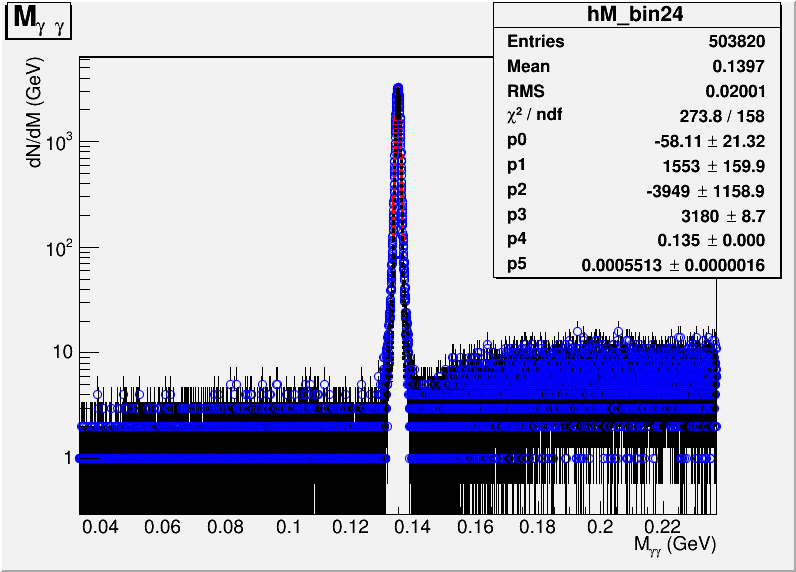 Mγ γ
hM_bin24
Entries 503820
Mean 0.1397
RMS 0.02001
χ² / ndf 273.8 / 158
p0 -58.11 ± 21.32
p1 1553 ± 159.9
p2 -3949 ± 1158.9
p3 3180 ± 8.7
p4 0.135 ± 0.000
p5 0.0005513 ± 0.0000016
dN/dM (GeV)
10³
10²
10
1
0.04 0.06 0.08 0.1 0.12 0.14 0.16 0.18 0.2 0.22
Mγγ (GeV)